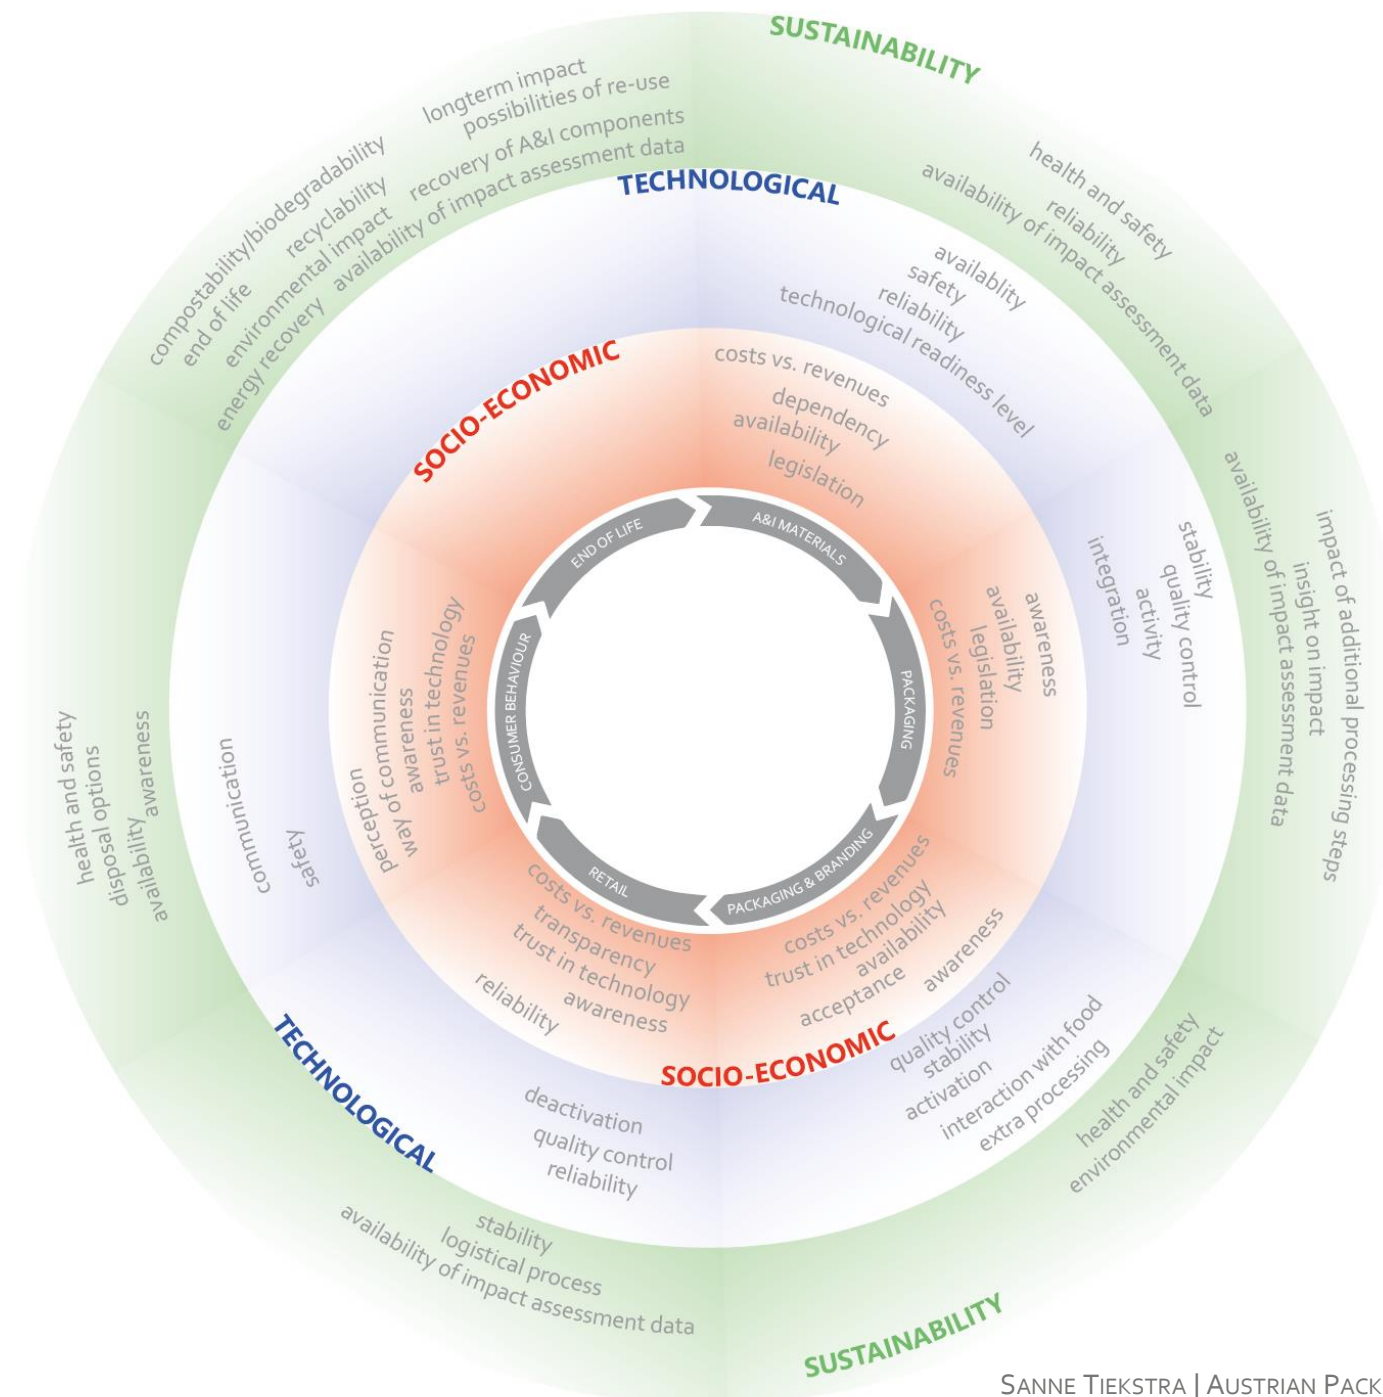 SUSTAINABILITY
longterm impact
possibilities of re-use
recovery of A&I components
availability of impact assessment data
compostability/biodegradability
recyclability
end of life
environmental impact
energy recovery
health and safety
reliability
availability of impact assessment data
TECHNOLOGICAL
availablity
safety
reliability
technological readiness level
SOCIO-ECONOMIC
costs vs. revenues
dependency
availability
legislation
END OF LIFE
A&I MATERIALS
PACKAGING
PACKAGING & BRANDING
RETAIL
CONSUMER BEHAVIOUR
awareness
availability
legislation
costs vs. revenues
stability
quality control
activity
integration
impact of additional processing steps
insight on impact
availability of impact assessment data
health and safety
disposal options
availability
awareness
communication
safety
perception
way of communication
awareness
trust in technology
costs vs. revenues
costs vs. revenues
transparency
trust in technology
awareness
reliability
costs vs. revenues
trust in technology
availability
acceptance
awareness
SOCIO-ECONOMIC
quality control
stability
activation
interaction with food
extra processing
health and safety
environmental impact
TECHNOLOGICAL
deactivation
quality control
reliability
stability
logistical process
availability of impact assessment data
SUSTAINABILITY
SANNE TIEKSTRA | AUSTRIAN PACK